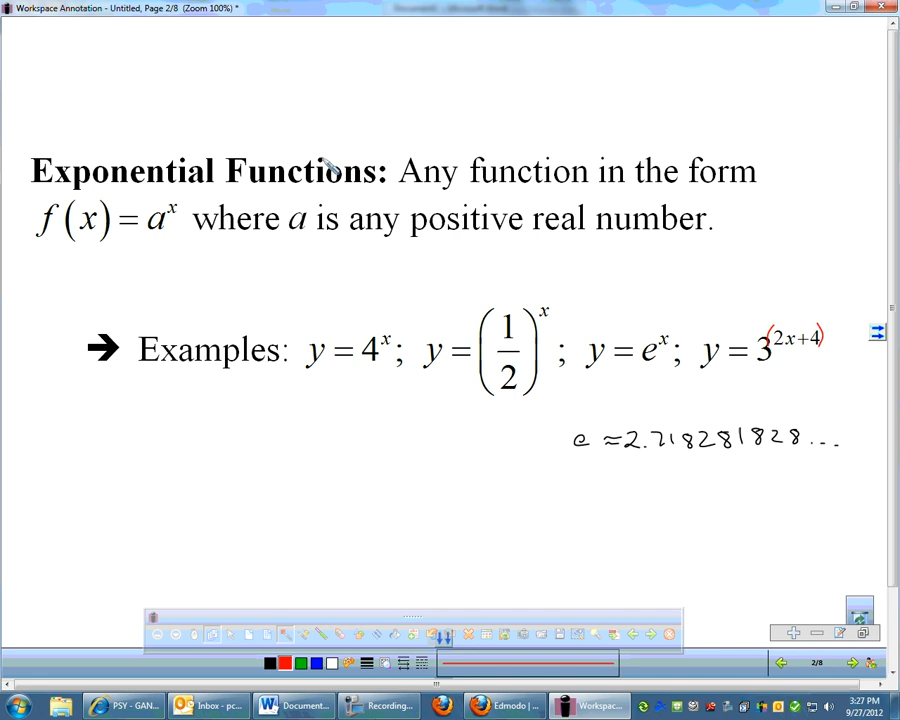 Workspace Annotation - Untitled, Page 2/8 (Zoom 100%) *
Exponential Functions: Any function in the form
f(x) = a^x where a is any positive real number.
➔ Examples: y = 4^x; y = (1/2)^x; y = e^x; y = 3^(2x+4)
e ≈ 2.718281828...
2/8
PSY - GAN...
Inbox - pc...
Document...
Recording...
Edmodo | ...
Workspac...
3:27 PM
9/27/2012